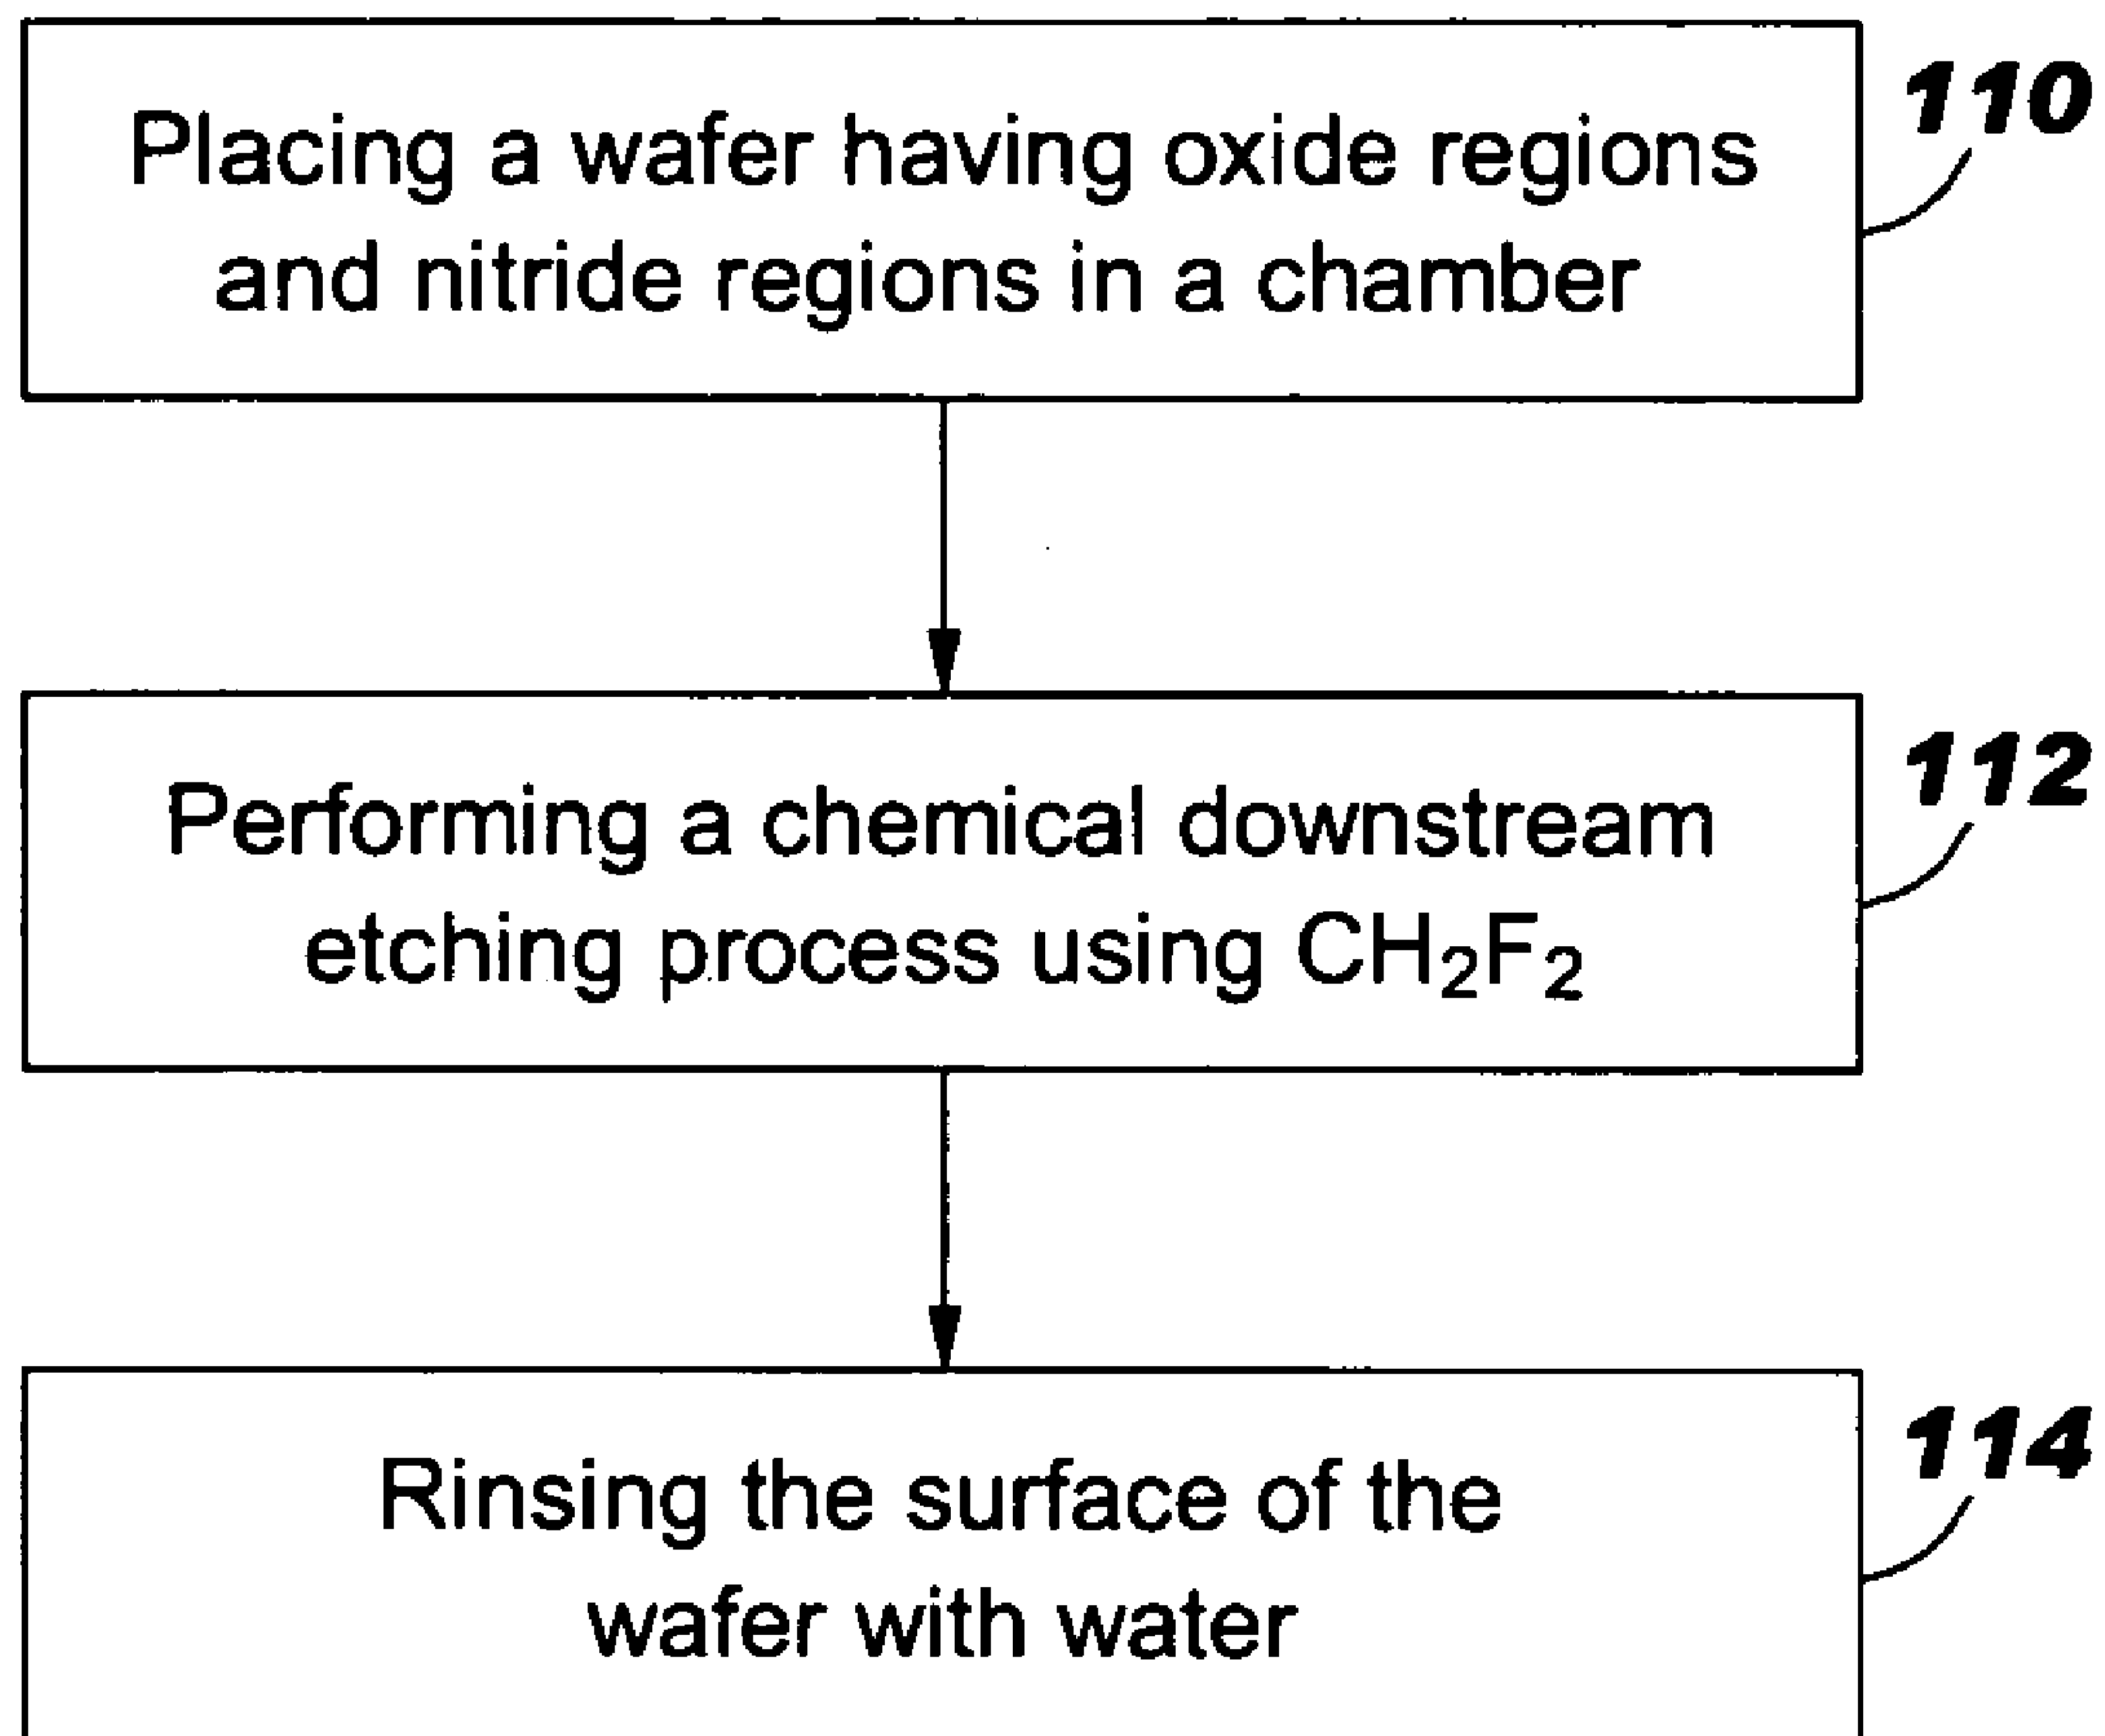 Placing a wafer having oxide regions
and nitride regions in a chamber
110
Performing a chemical downstream
etching process using CH₂F₂
112
Rinsing the surface of the
wafer with water
114